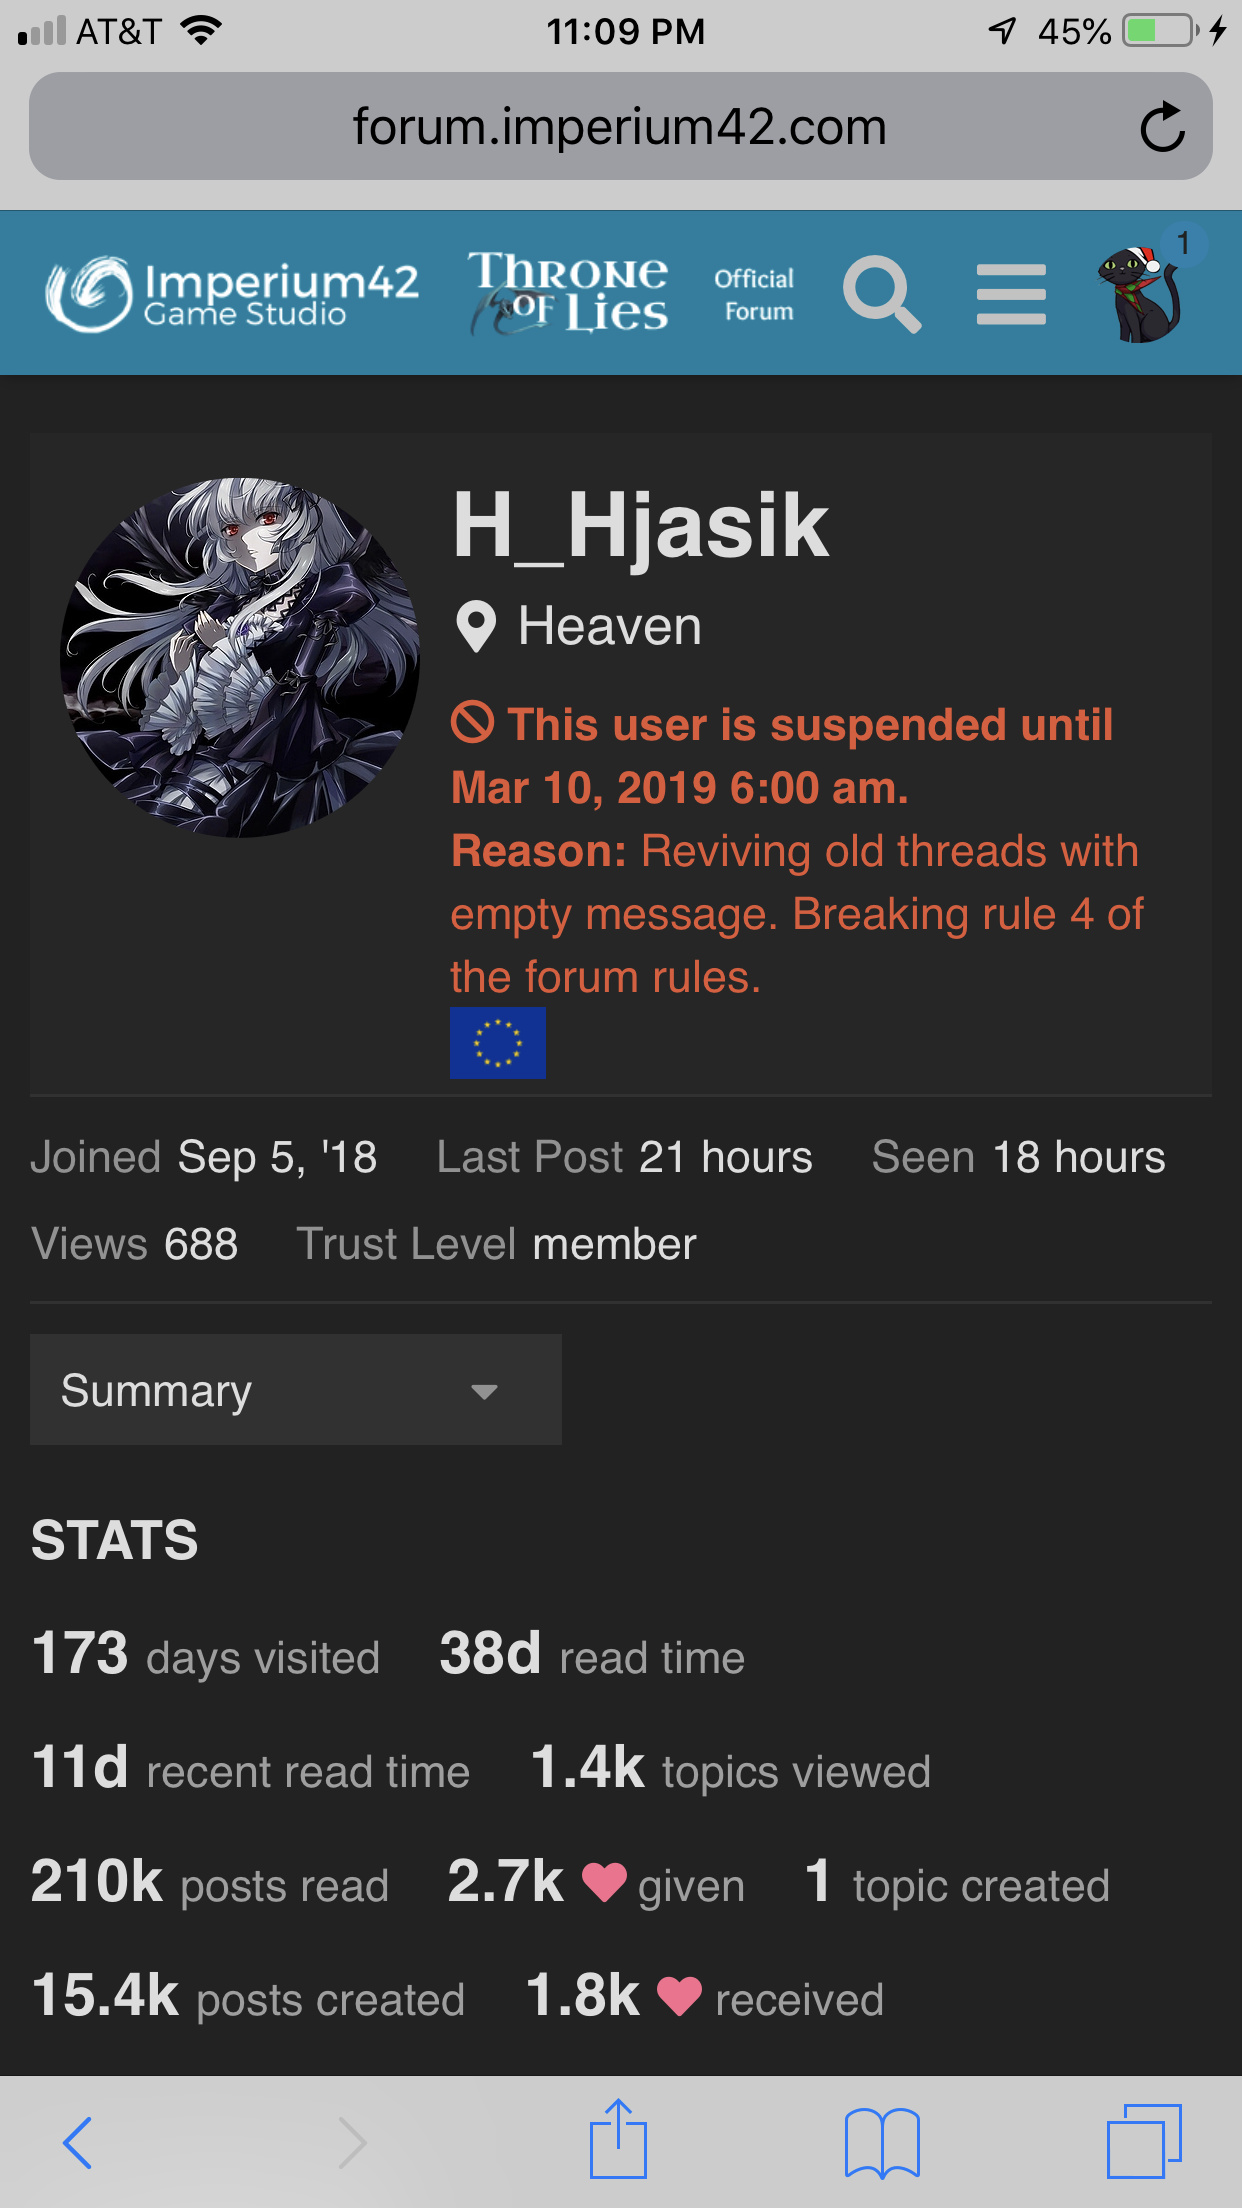 AT&T 11:09 PM 45%
forum.imperium42.com
Imperium42
Game Studio
THRONE
OF LIES
Official
Forum
1
H_Hjasik
Heaven
This user is suspended until
Mar 10, 2019 6:00 am.
Reason: Reviving old threads with
empty message. Breaking rule 4 of
the forum rules.
Joined Sep 5, '18 Last Post 21 hours Seen 18 hours
Views 688 Trust Level member
Summary
STATS
173 days visited 38d read time
11d recent read time 1.4k topics viewed
210k posts read 2.7k given 1 topic created
15.4k posts created 1.8k received